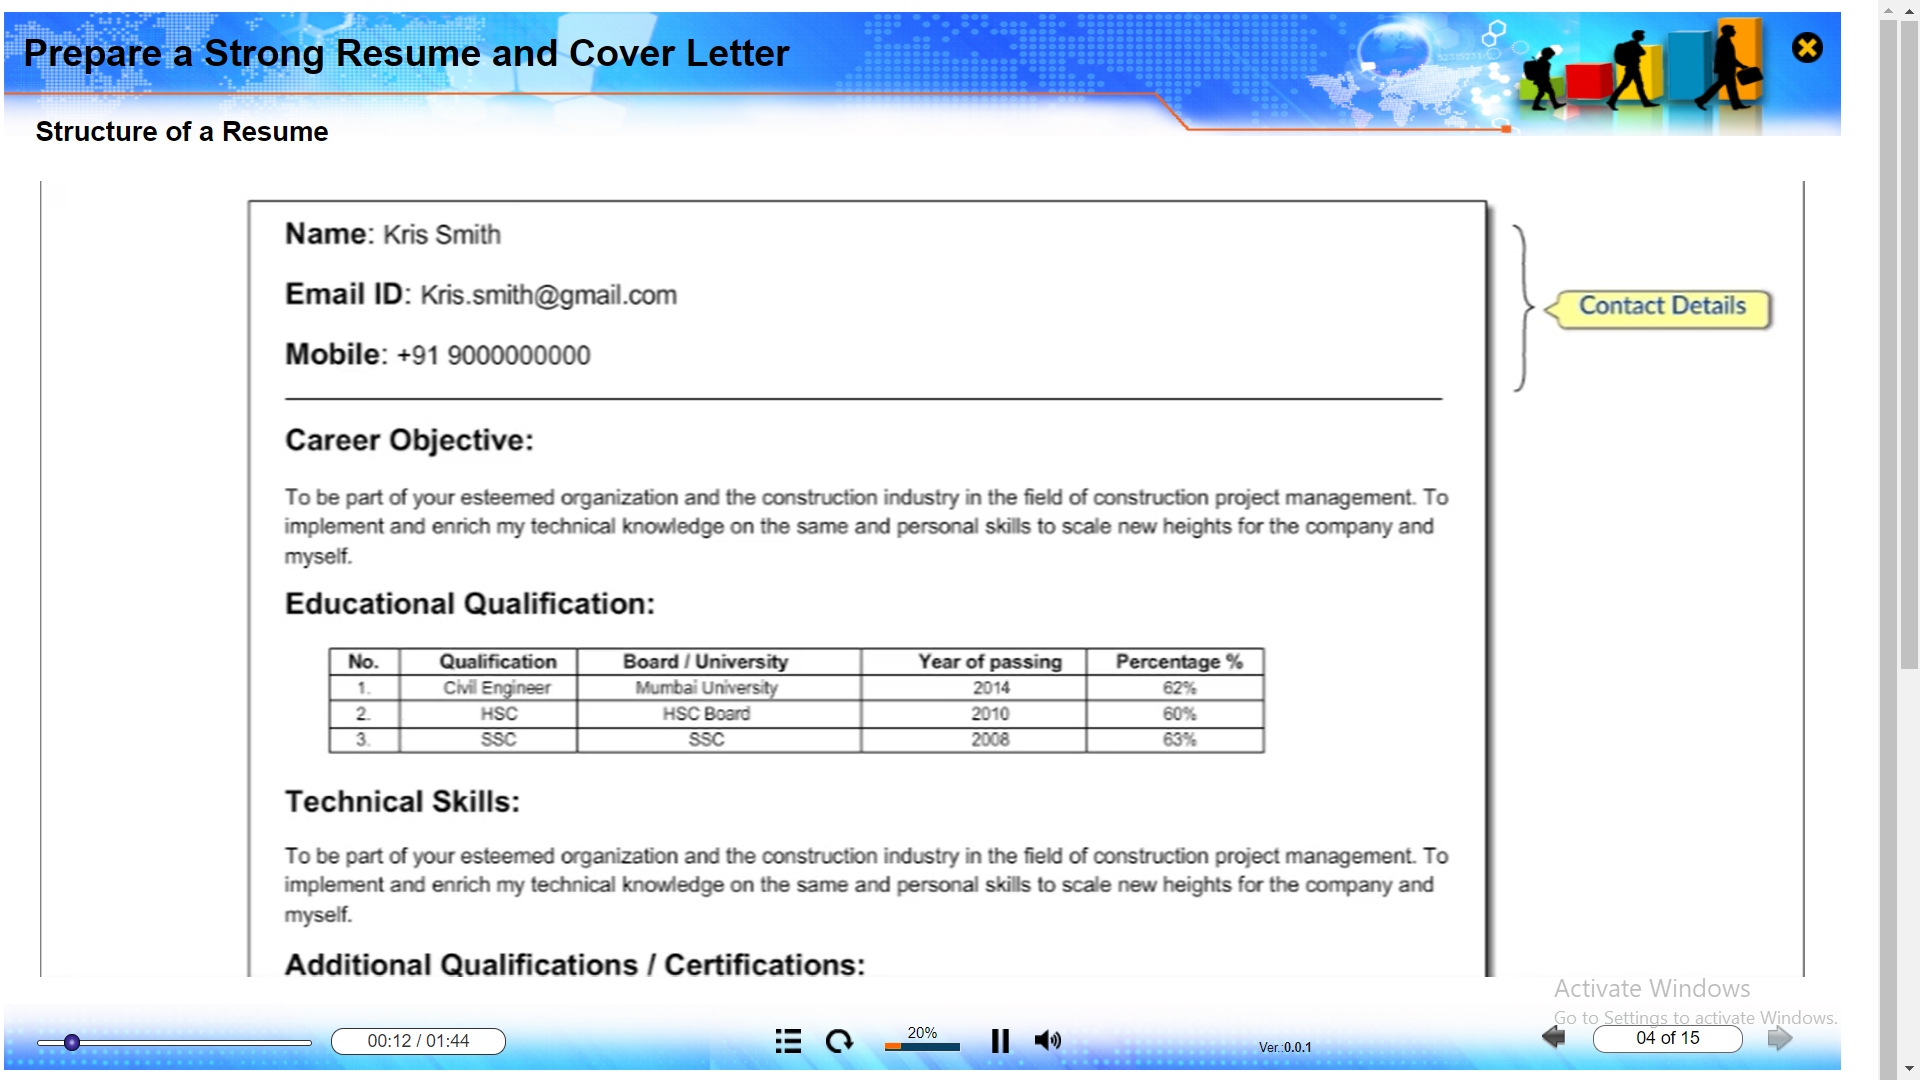 Prepare a Strong Resume and Cover Letter
Structure of a Resume
Name: Kris Smith
Email ID: Kris.smith@gmail.com
Mobile: +91 9000000000
Contact Details
Career Objective:
To be part of your esteemed organization and the construction industry in the field of construction project management. To
implement and enrich my technical knowledge on the same and personal skills to scale new heights for the company and
myself.
Educational Qualification:
No. Qualification Board / University Year of passing Percentage %
1. Civil Engineer Mumbai University 2014 62%
2. HSC HSC Board 2010 60%
3. SSC SSC 2008 63%
Technical Skills:
To be part of your esteemed organization and the construction industry in the field of construction project management. To
implement and enrich my technical knowledge on the same and personal skills to scale new heights for the company and
myself.
Additional Qualifications / Certifications:
Activate Windows
Go to Settings to activate Windows.
00:12 / 01:44
20%
Ver.:0.0.1
04 of 15